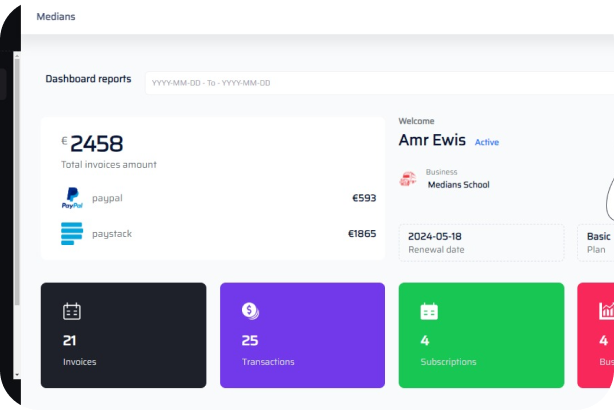 Medians
Dashboard reports
YYYY-MM-DD - To - YYYY-MM-DD
€ 2458
Total invoices amount
PayPal
paypal
€593
paystack
€1865
Welcome
Amr Ewis Active
Business
Medians School
2024-05-18
Renewal date
Basic
Plan
21
Invoices
25
Transactions
4
Subscriptions
4
Bus